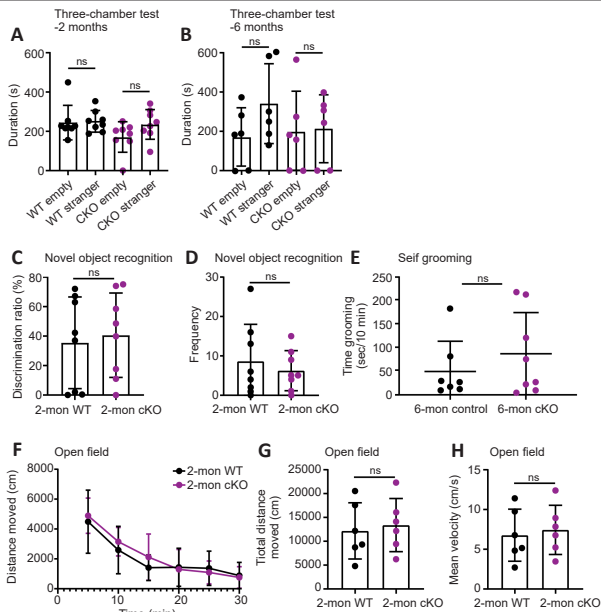 Three-chamber test
-2 months
A
ns
ns
Duration (s)
600
400
200
0
WT empty
WT stranger
CKO empty
CKO stranger
Three-chamber test
-6 months
B
ns
ns
Duration (s)
600
400
200
0
WT empty
WT stranger
CKO empty
CKO stranger
C
Novel object recognition
ns
Discrimination ratio (%)
80
60
40
20
0
2-mon WT
2-mon cKO
D
Novel object recognition
ns
Frequency
30
20
10
0
2-mon WT
2-mon cKO
E
Seif grooming
ns
Time grooming
(sec/10 min)
250
200
150
100
50
0
6-mon control
6-mon cKO
F
Open field
2-mon WT
2-mon cKO
Distance moved (cm)
8000
6000
4000
2000
0
0
10
20
30
Time (min)
G
Open field
ns
Tiotal distance
moved (cm)
25000
20000
15000
10000
5000
0
2-mon WT
2-mon cKO
H
Open field
ns
Mean velocity (cm/s)
15
10
5
0
2-mon WT
2-mon cKO